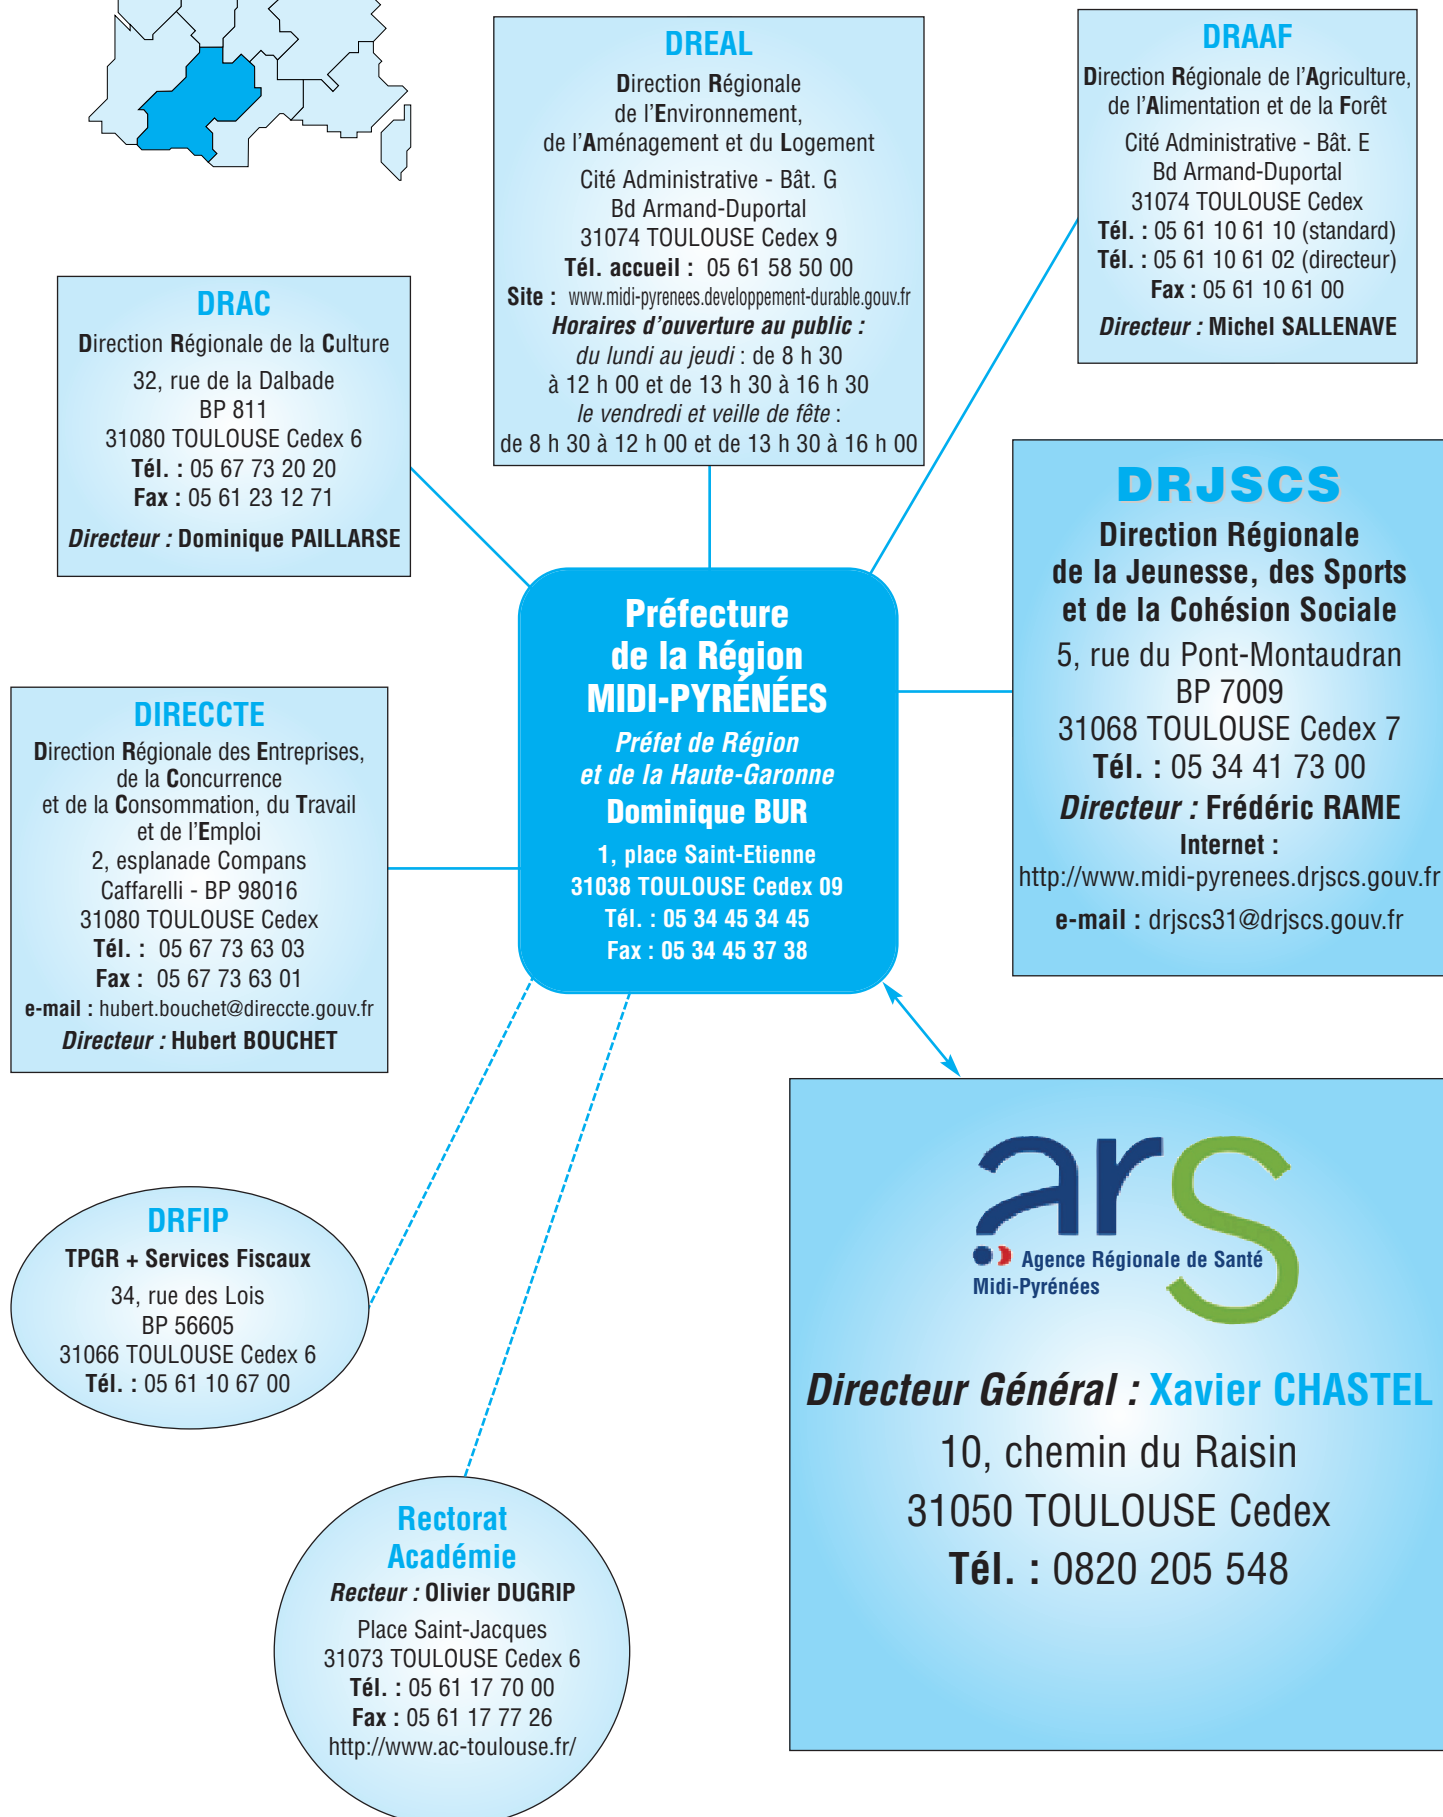 DREAL
Direction Régionale
de l'Environnement,
de l'Aménagement et du Logement
Cité Administrative - Bât. G
Bd Armand-Duportal
31074 TOULOUSE Cedex 9
Tél. accueil : 05 61 58 50 00
Site : www.midi-pyrenees.developpement-durable.gouv.fr
Horaires d'ouverture au public :
du lundi au jeudi : de 8 h 30
à 12 h 00 et de 13 h 30 à 16 h 30
le vendredi et veille de fête :
de 8 h 30 à 12 h 00 et de 13 h 30 à 16 h 00
DRAAF
Direction Régionale de l'Agriculture,
de l'Alimentation et de la Forêt
Cité Administrative - Bât. E
Bd Armand-Duportal
31074 TOULOUSE Cedex
Tél. : 05 61 10 61 10 (standard)
Tél. : 05 61 10 61 02 (directeur)
Fax : 05 61 10 61 00
Directeur : Michel SALLENAVE
DRAC
Direction Régionale de la Culture
32, rue de la Dalbade
BP 811
31080 TOULOUSE Cedex 6
Tél. : 05 67 73 20 20
Fax : 05 61 23 12 71
Directeur : Dominique PAILLARSE
DRJSCS
Direction Régionale
de la Jeunesse, des Sports
et de la Cohésion Sociale
5, rue du Pont-Montaudran
BP 7009
31068 TOULOUSE Cedex 7
Tél. : 05 34 41 73 00
Directeur : Frédéric RAME
Internet :
http://www.midi-pyrenees.drjscs.gouv.fr
e-mail : drjscs31@drjscs.gouv.fr
Préfecture
de la Région
MIDI-PYRÉNÉES
Préfet de Région
et de la Haute-Garonne
Dominique BUR
1, place Saint-Etienne
31038 TOULOUSE Cedex 09
Tél. : 05 34 45 34 45
Fax : 05 34 45 37 38
DIRECCTE
Direction Régionale des Entreprises,
de la Concurrence
et de la Consommation, du Travail
et de l'Emploi
2, esplanade Compans
Caffarelli - BP 98016
31080 TOULOUSE Cedex
Tél. : 05 67 73 63 03
Fax : 05 67 73 63 01
e-mail : hubert.bouchet@direccte.gouv.fr
Directeur : Hubert BOUCHET
ars
Agence Régionale de Santé
Midi-Pyrénées
Directeur Général : Xavier CHASTEL
10, chemin du Raisin
31050 TOULOUSE Cedex
Tél. : 0820 205 548
DRFIP
TPGR + Services Fiscaux
34, rue des Lois
BP 56605
31066 TOULOUSE Cedex 6
Tél. : 05 61 10 67 00
Rectorat
Académie
Recteur : Olivier DUGRIP
Place Saint-Jacques
31073 TOULOUSE Cedex 6
Tél. : 05 61 17 70 00
Fax : 05 61 17 77 26
http://www.ac-toulouse.fr/